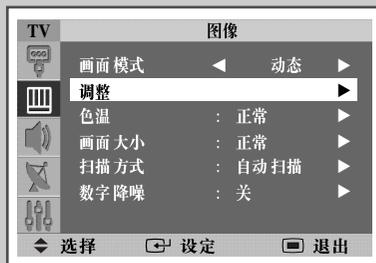 TV 图像
画面模式 ◀ 动态 ▶
调整 ▶
色温 : 正常 ▶
画面大小 : 正常 ▶
扫描方式 : 自动扫描 ▶
数字降噪 : 关 ▶
选择 设定 退出